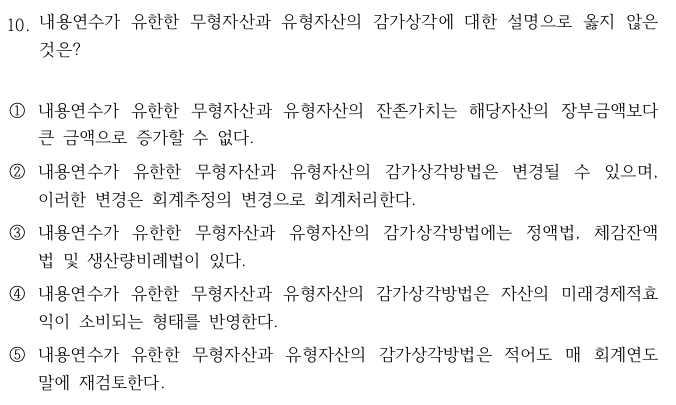 10. 내용연수가 유한한 무형자산과 유형자산의 감가상각에 대한 설명으로 옳지 않은
것은?
① 내용연수가 유한한 무형자산과 유형자산의 잔존가치는 해당자산의 장부금액보다
큰 금액으로 증가할 수 없다.
② 내용연수가 유한한 무형자산과 유형자산의 감가상각방법은 변경될 수 있으며,
이러한 변경은 회계추정의 변경으로 회계처리한다.
③ 내용연수가 유한한 무형자산과 유형자산의 감가상각방법에는 정액법, 체감잔액
법 및 생산량비례법이 있다.
④ 내용연수가 유한한 무형자산과 유형자산의 감가상각방법은 자산의 미래경제적효
익이 소비되는 형태를 반영한다.
⑤ 내용연수가 유한한 무형자산과 유형자산의 감가상각방법은 적어도 매 회계연도
말에 재검토한다.